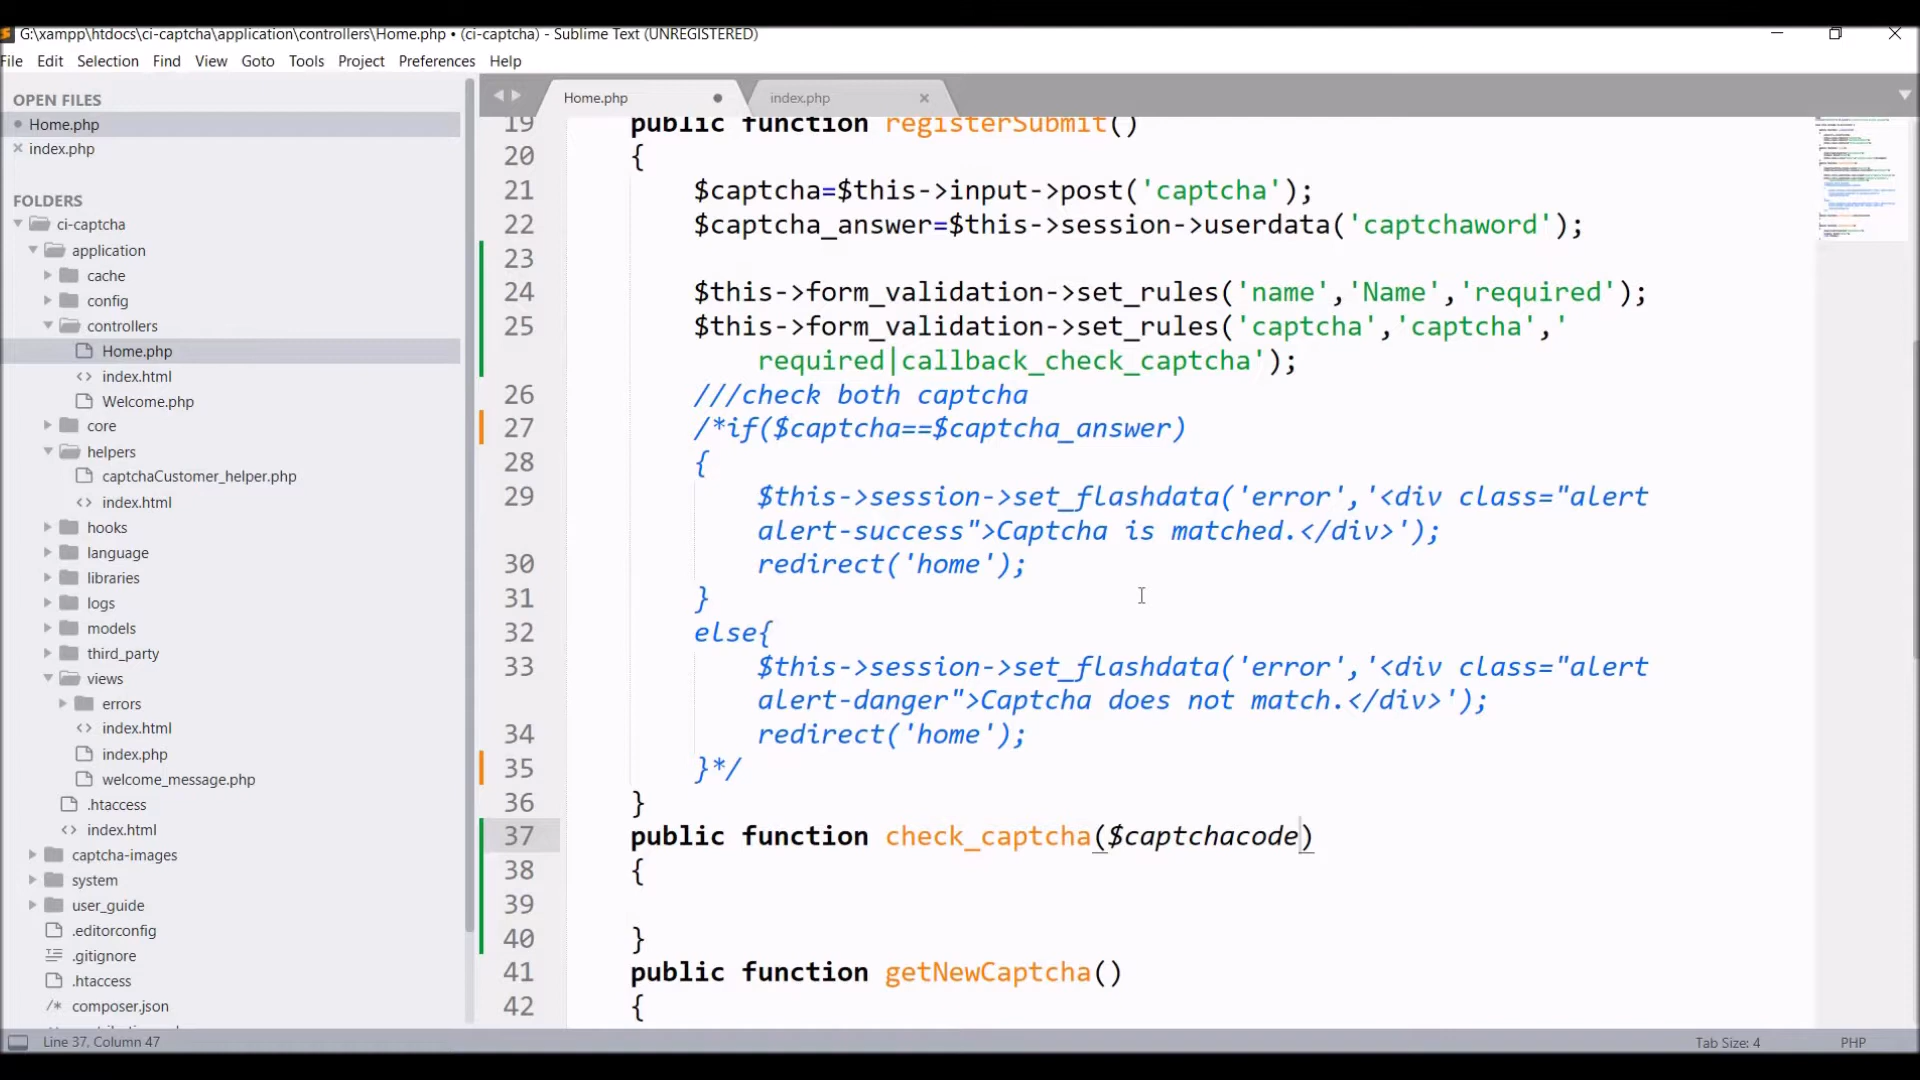 G:\xampp\htdocs\ci-captcha\application\controllers\Home.php • (ci-captcha) - Sublime Text (UNREGISTERED)
File Edit Selection Find View Goto Tools Project Preferences Help
OPEN FILES
Home.php
index.php
FOLDERS
ci-captcha
application
cache
config
controllers
Home.php
index.html
Welcome.php
core
helpers
captchaCustomer_helper.php
index.html
hooks
language
libraries
logs
models
third_party
views
errors
index.html
index.php
welcome_message.php
.htaccess
index.html
captcha-images
system
user_guide
.editorconfig
.gitignore
.htaccess
composer.json
Home.php index.php
19 public function registerSubmit()
20 {
21 $captcha=$this->input->post('captcha');
22 $captcha_answer=$this->session->userdata('captchaword');
23
24 $this->form_validation->set_rules('name','Name','required');
25 $this->form_validation->set_rules('captcha','captcha','
required|callback_check_captcha');
26 ///check both captcha
27 /*if($captcha==$captcha_answer)
28 {
29 $this->session->set_flashdata('error','<div class="alert
alert-success">Captcha is matched.</div>');
30 redirect('home');
31 }
32 else{
33 $this->session->set_flashdata('error','<div class="alert
alert-danger">Captcha does not match.</div>');
34 redirect('home');
35 }*/
36 }
37 public function check_captcha($captchacode)
38 {
39
40 }
41 public function getNewCaptcha()
42 {
Line 37, Column 47
Tab Size: 4 PHP